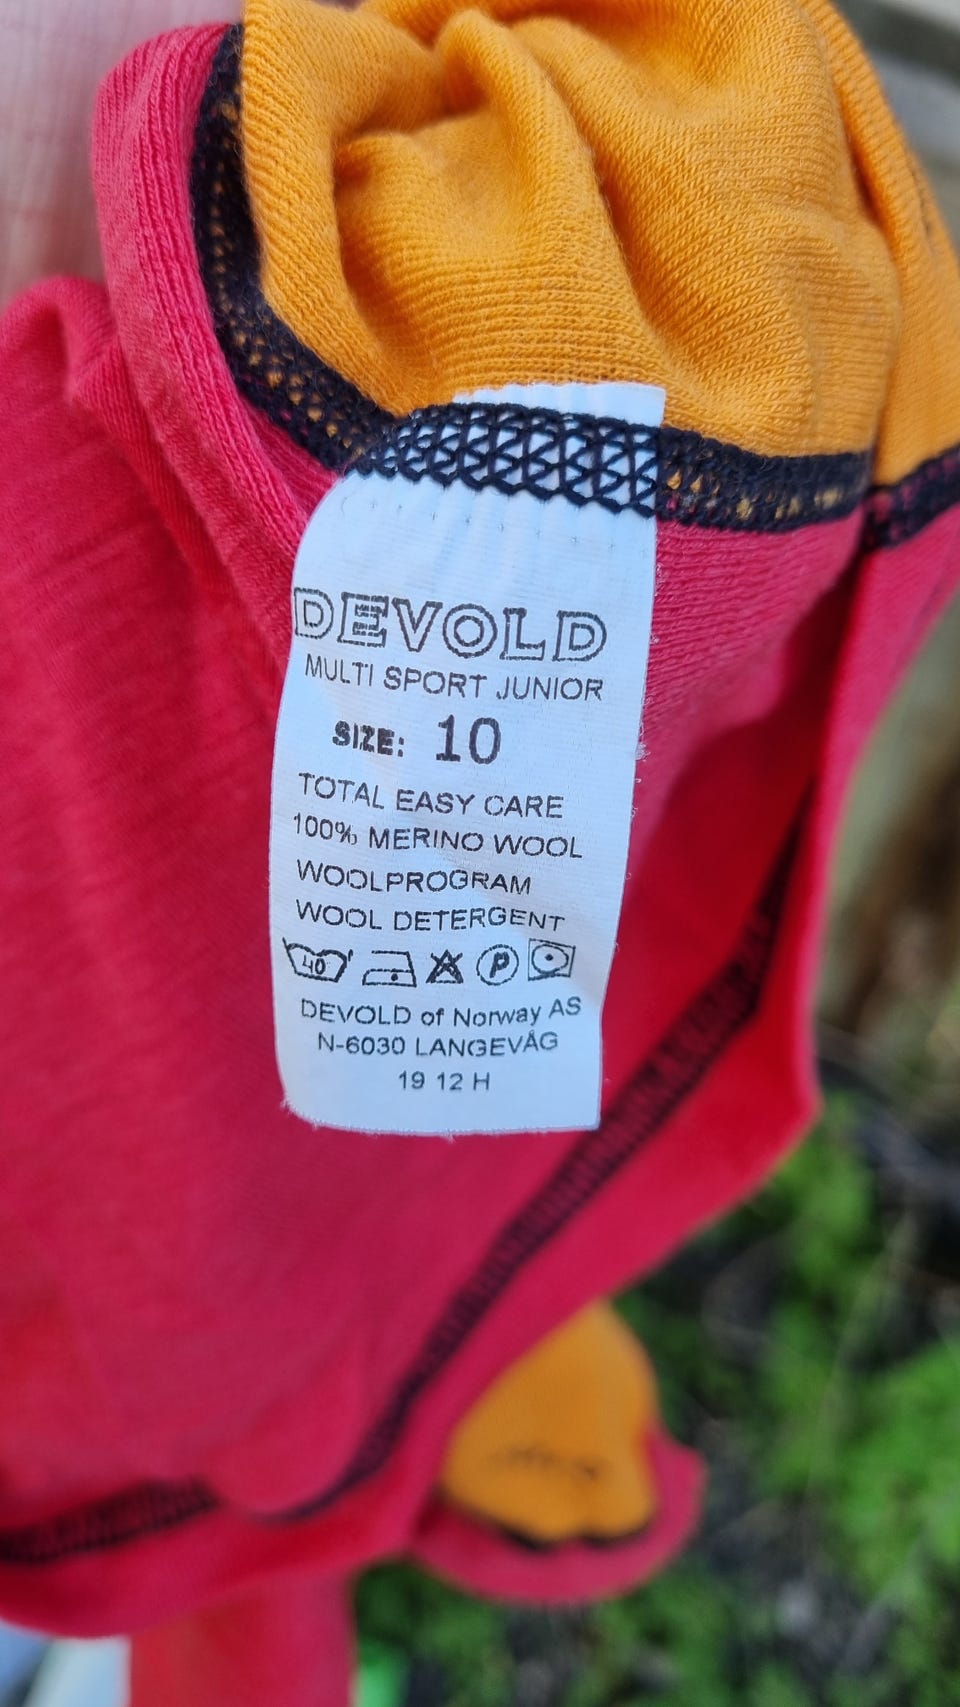 DEVOLD
MULTI SPORT JUNIOR
SIZE: 10
TOTAL EASY CARE
100% MERINO WOOL
WOOLPROGRAM
WOOL DETERGENT
40 P
DEVOLD of Norway AS
N-6030 LANGEVÅG
19 12 H